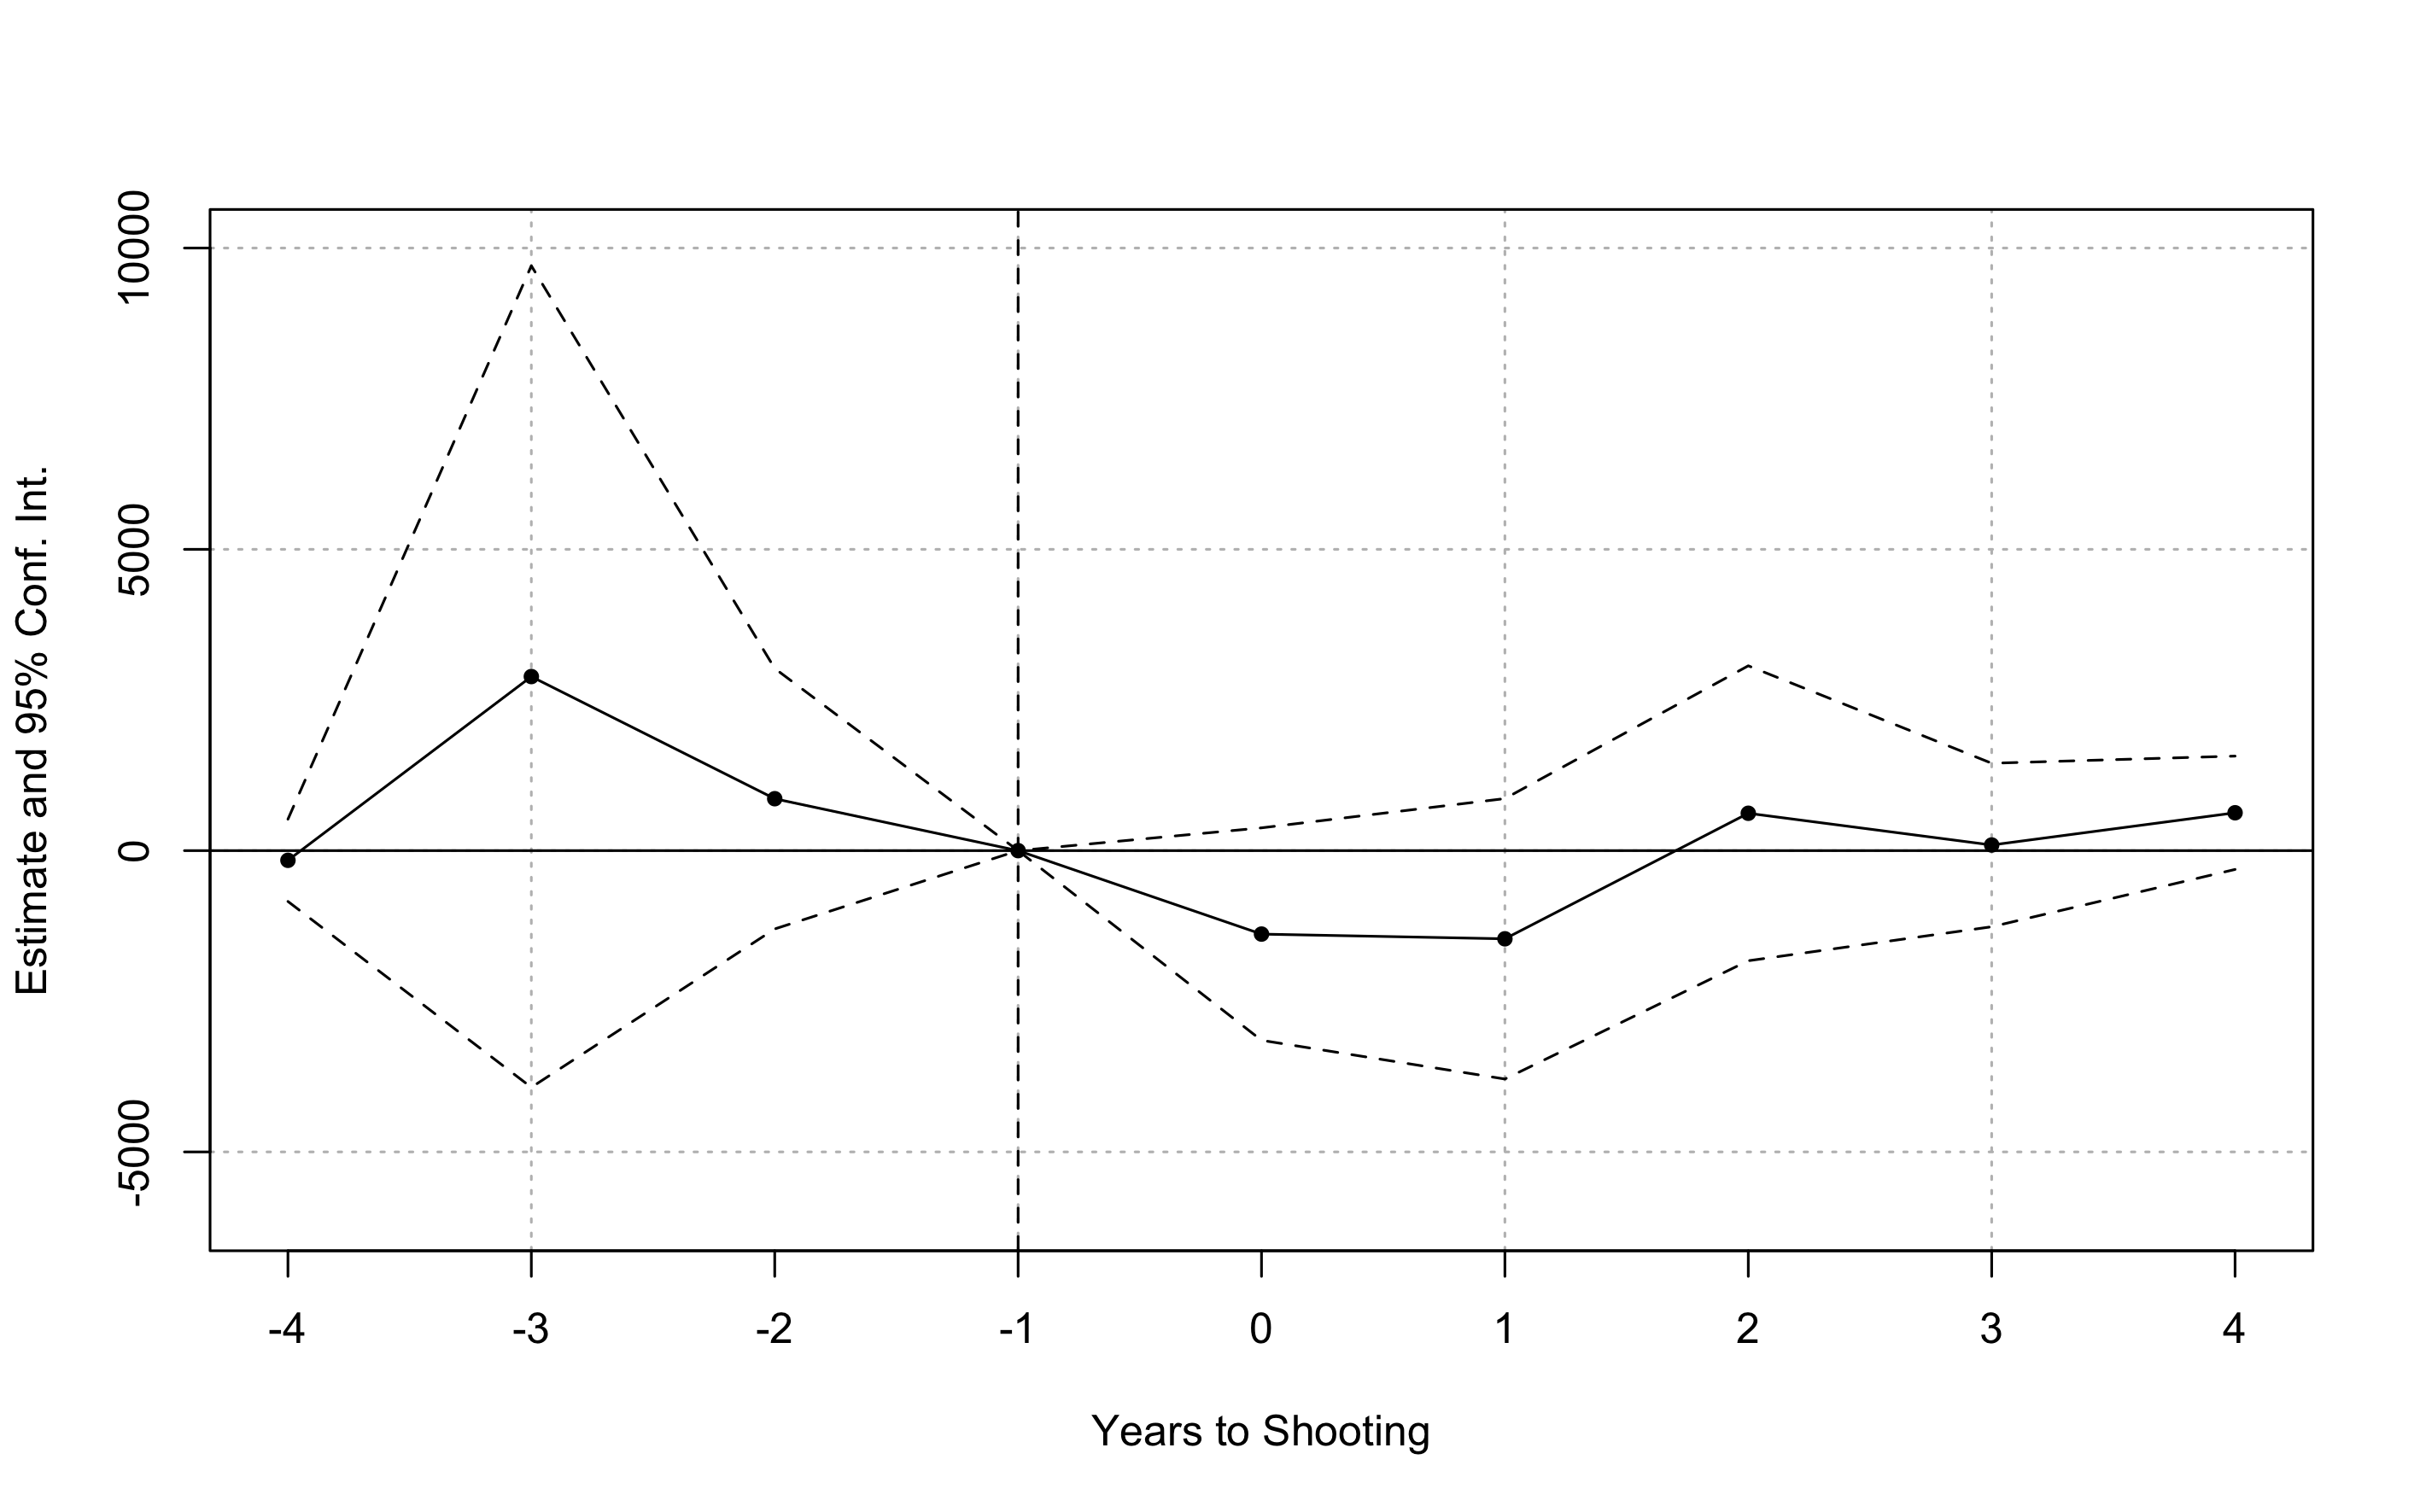 Estimate and 95% Conf. Int.
10000
5000
0
-5000
-4 -3 -2 -1 0 1 2 3 4
Years to Shooting